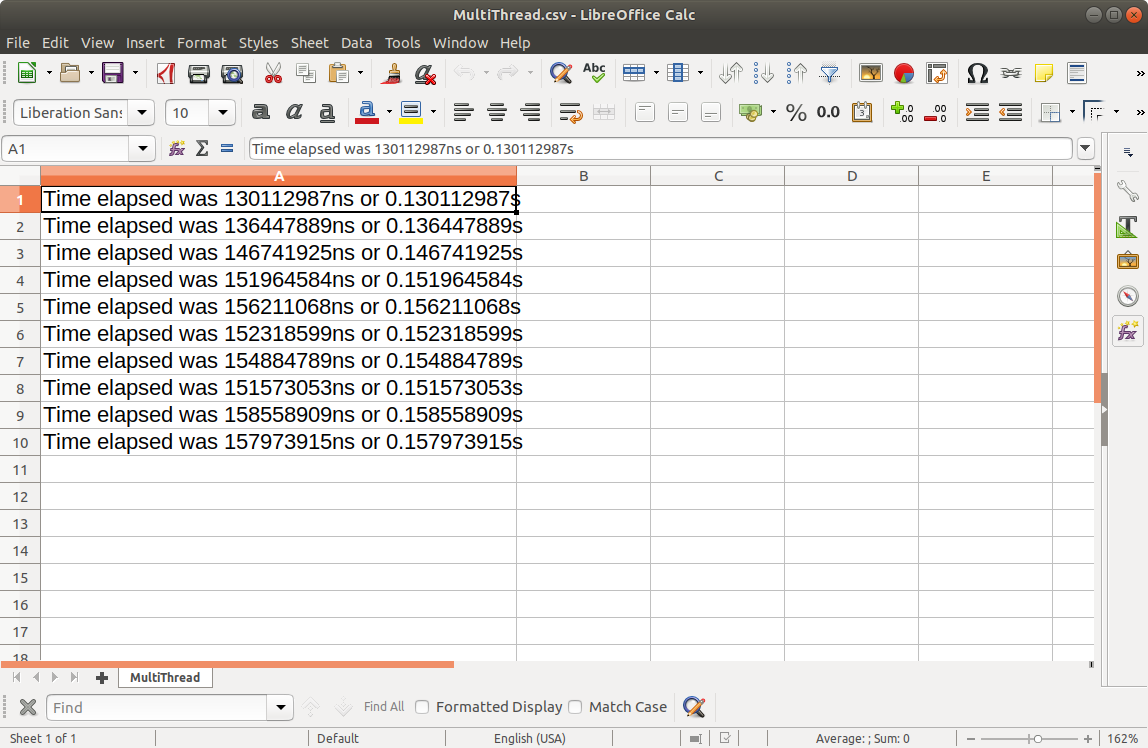 MultiThread.csv - LibreOffice Calc
File Edit View Insert Format Styles Sheet Data Tools Window Help
Abc
Liberation Sans 10 a a a a % 0.0
A1 Time elapsed was 130112987ns or 0.130112987s
A B C D E
1 Time elapsed was 130112987ns or 0.130112987s
2 Time elapsed was 136447889ns or 0.136447889s
3 Time elapsed was 146741925ns or 0.146741925s
4 Time elapsed was 151964584ns or 0.151964584s
5 Time elapsed was 156211068ns or 0.156211068s
6 Time elapsed was 152318599ns or 0.152318599s
7 Time elapsed was 154884789ns or 0.154884789s
8 Time elapsed was 151573053ns or 0.151573053s
9 Time elapsed was 158558909ns or 0.158558909s
10 Time elapsed was 157973915ns or 0.157973915s
11
12
13
14
15
16
17
18
MultiThread
Find Find All Formatted Display Match Case
Sheet 1 of 1 Default English (USA) Average: ; Sum: 0 162%